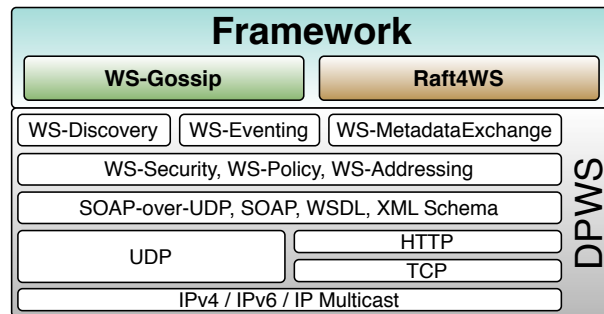 Framework
WS-Gossip Raft4WS
WS-Discovery WS-Eventing WS-MetadataExchange
WS-Security, WS-Policy, WS-Addressing
SOAP-over-UDP, SOAP, WSDL, XML Schema
UDP
HTTP
TCP
IPv4 / IPv6 / IP Multicast
DPWS